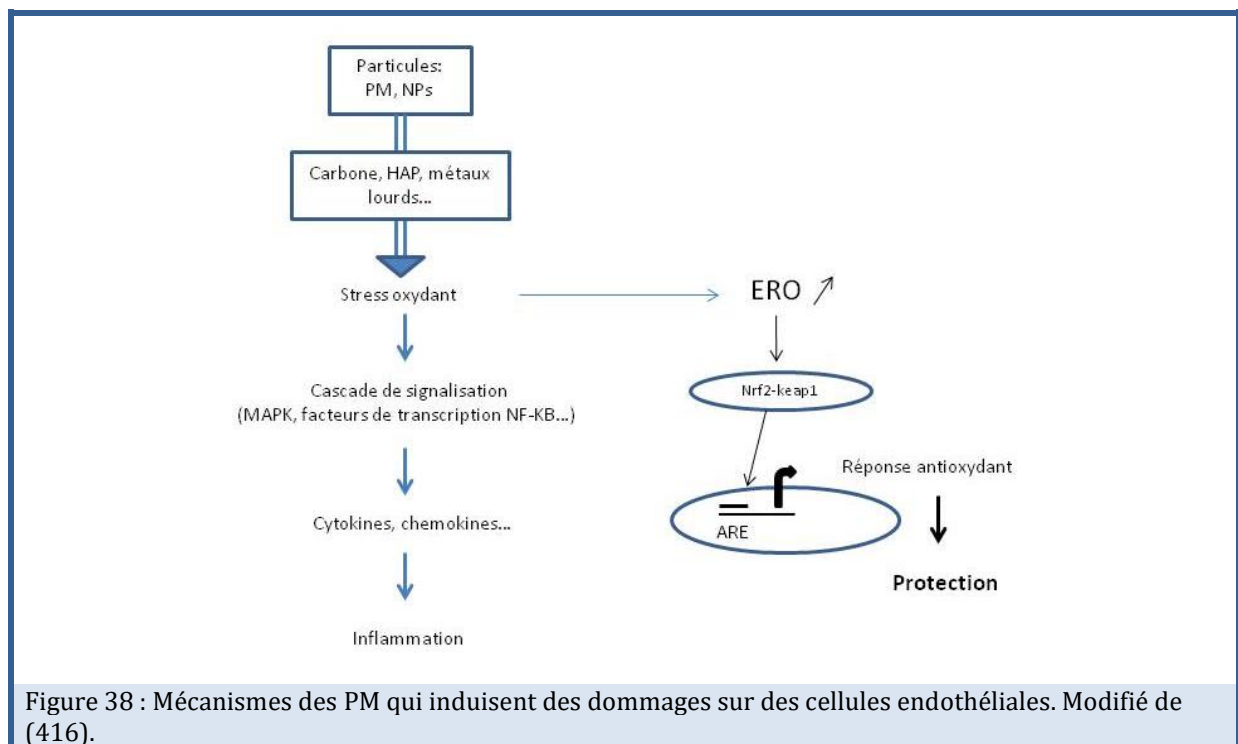 Particules:
PM, NPs
Carbone, HAP, métaux
lourds...
Stress oxydant
ERO
Cascade de signalisation
(MAPK, facteurs de transcription NF-KB...)
Nrf2-keap1
Réponse antioxydant
ARE
Cytokines, chemokines...
Protection
Inflammation
Figure 38 : Mécanismes des PM qui induisent des dommages sur des cellules endothéliales. Modifié de
(416).